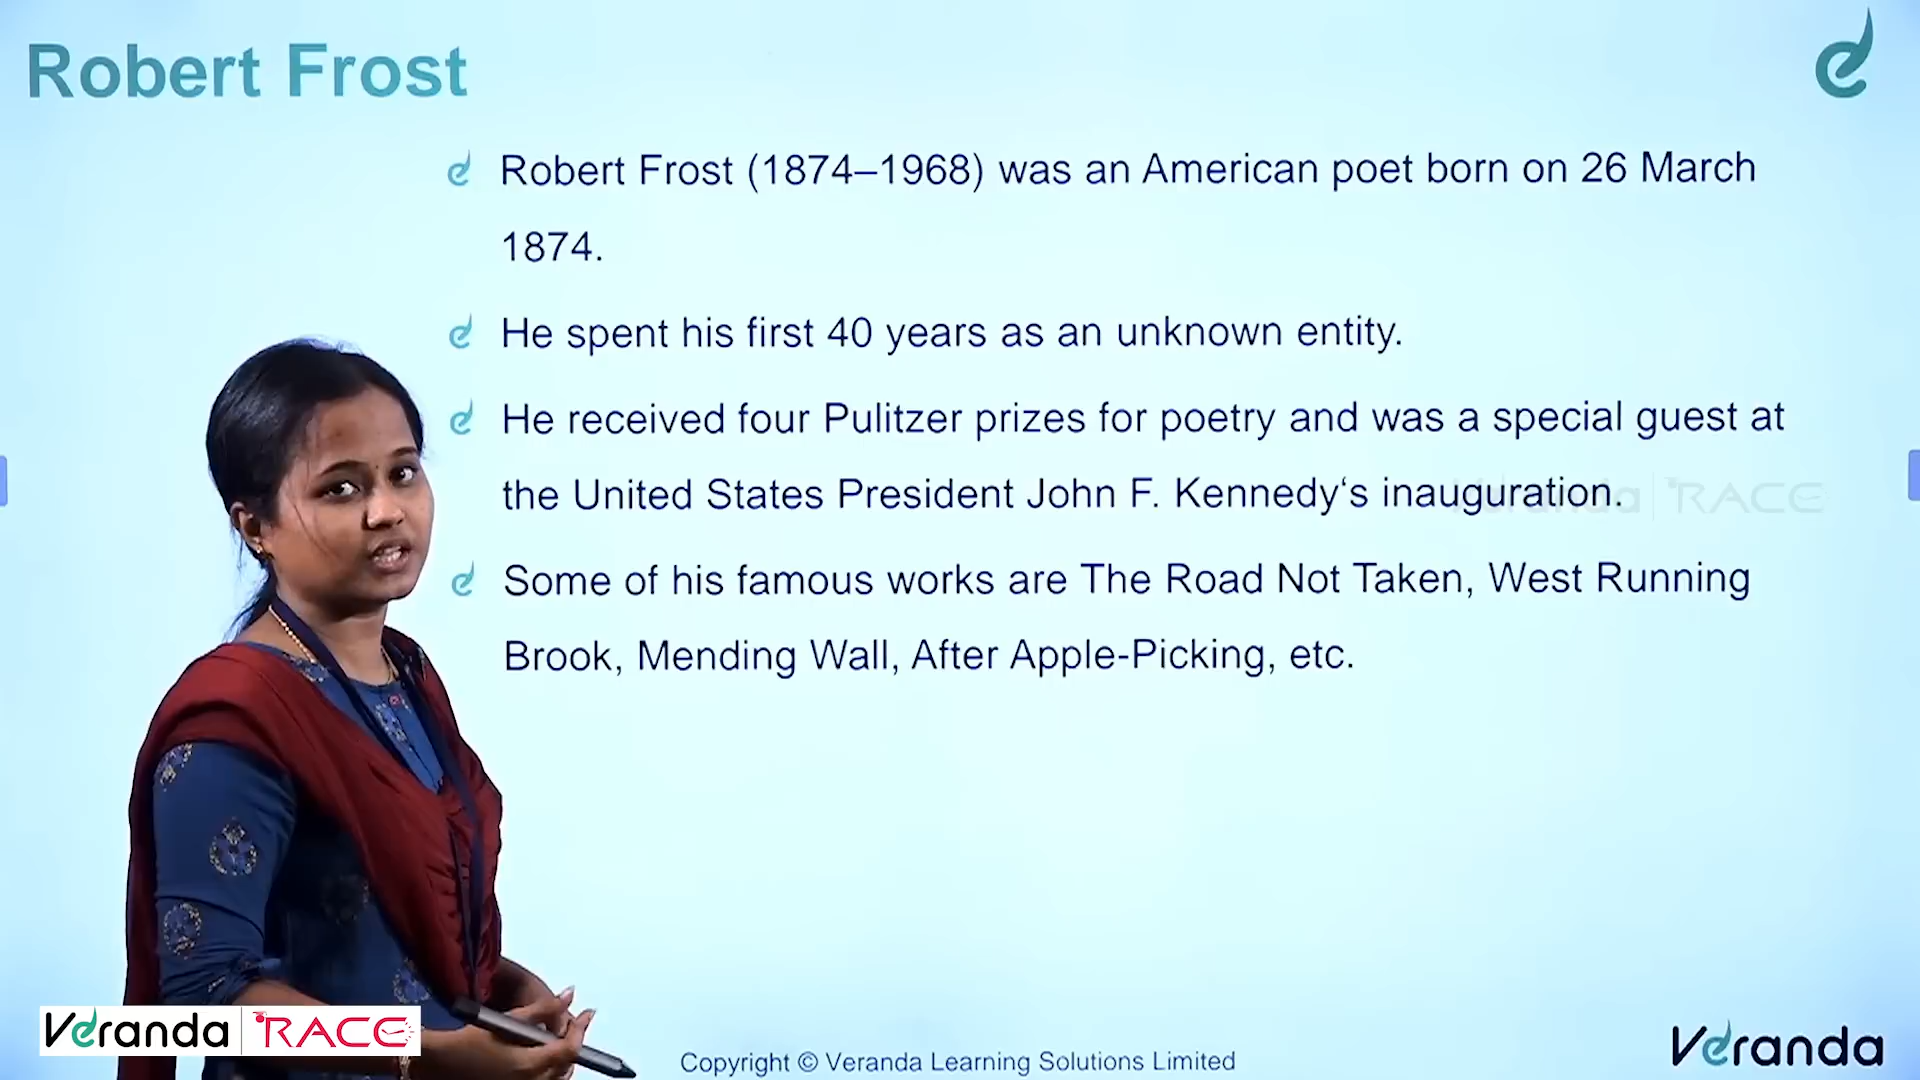 Robert Frost
Robert Frost (1874–1968) was an American poet born on 26 March
1874.
He spent his first 40 years as an unknown entity.
He received four Pulitzer prizes for poetry and was a special guest at
the United States President John F. Kennedy‘s inauguration.
Veranda RACE
Some of his famous works are The Road Not Taken, West Running
Brook, Mending Wall, After Apple-Picking, etc.
Veranda RACE
Copyright © Veranda Learning Solutions Limited
Veranda